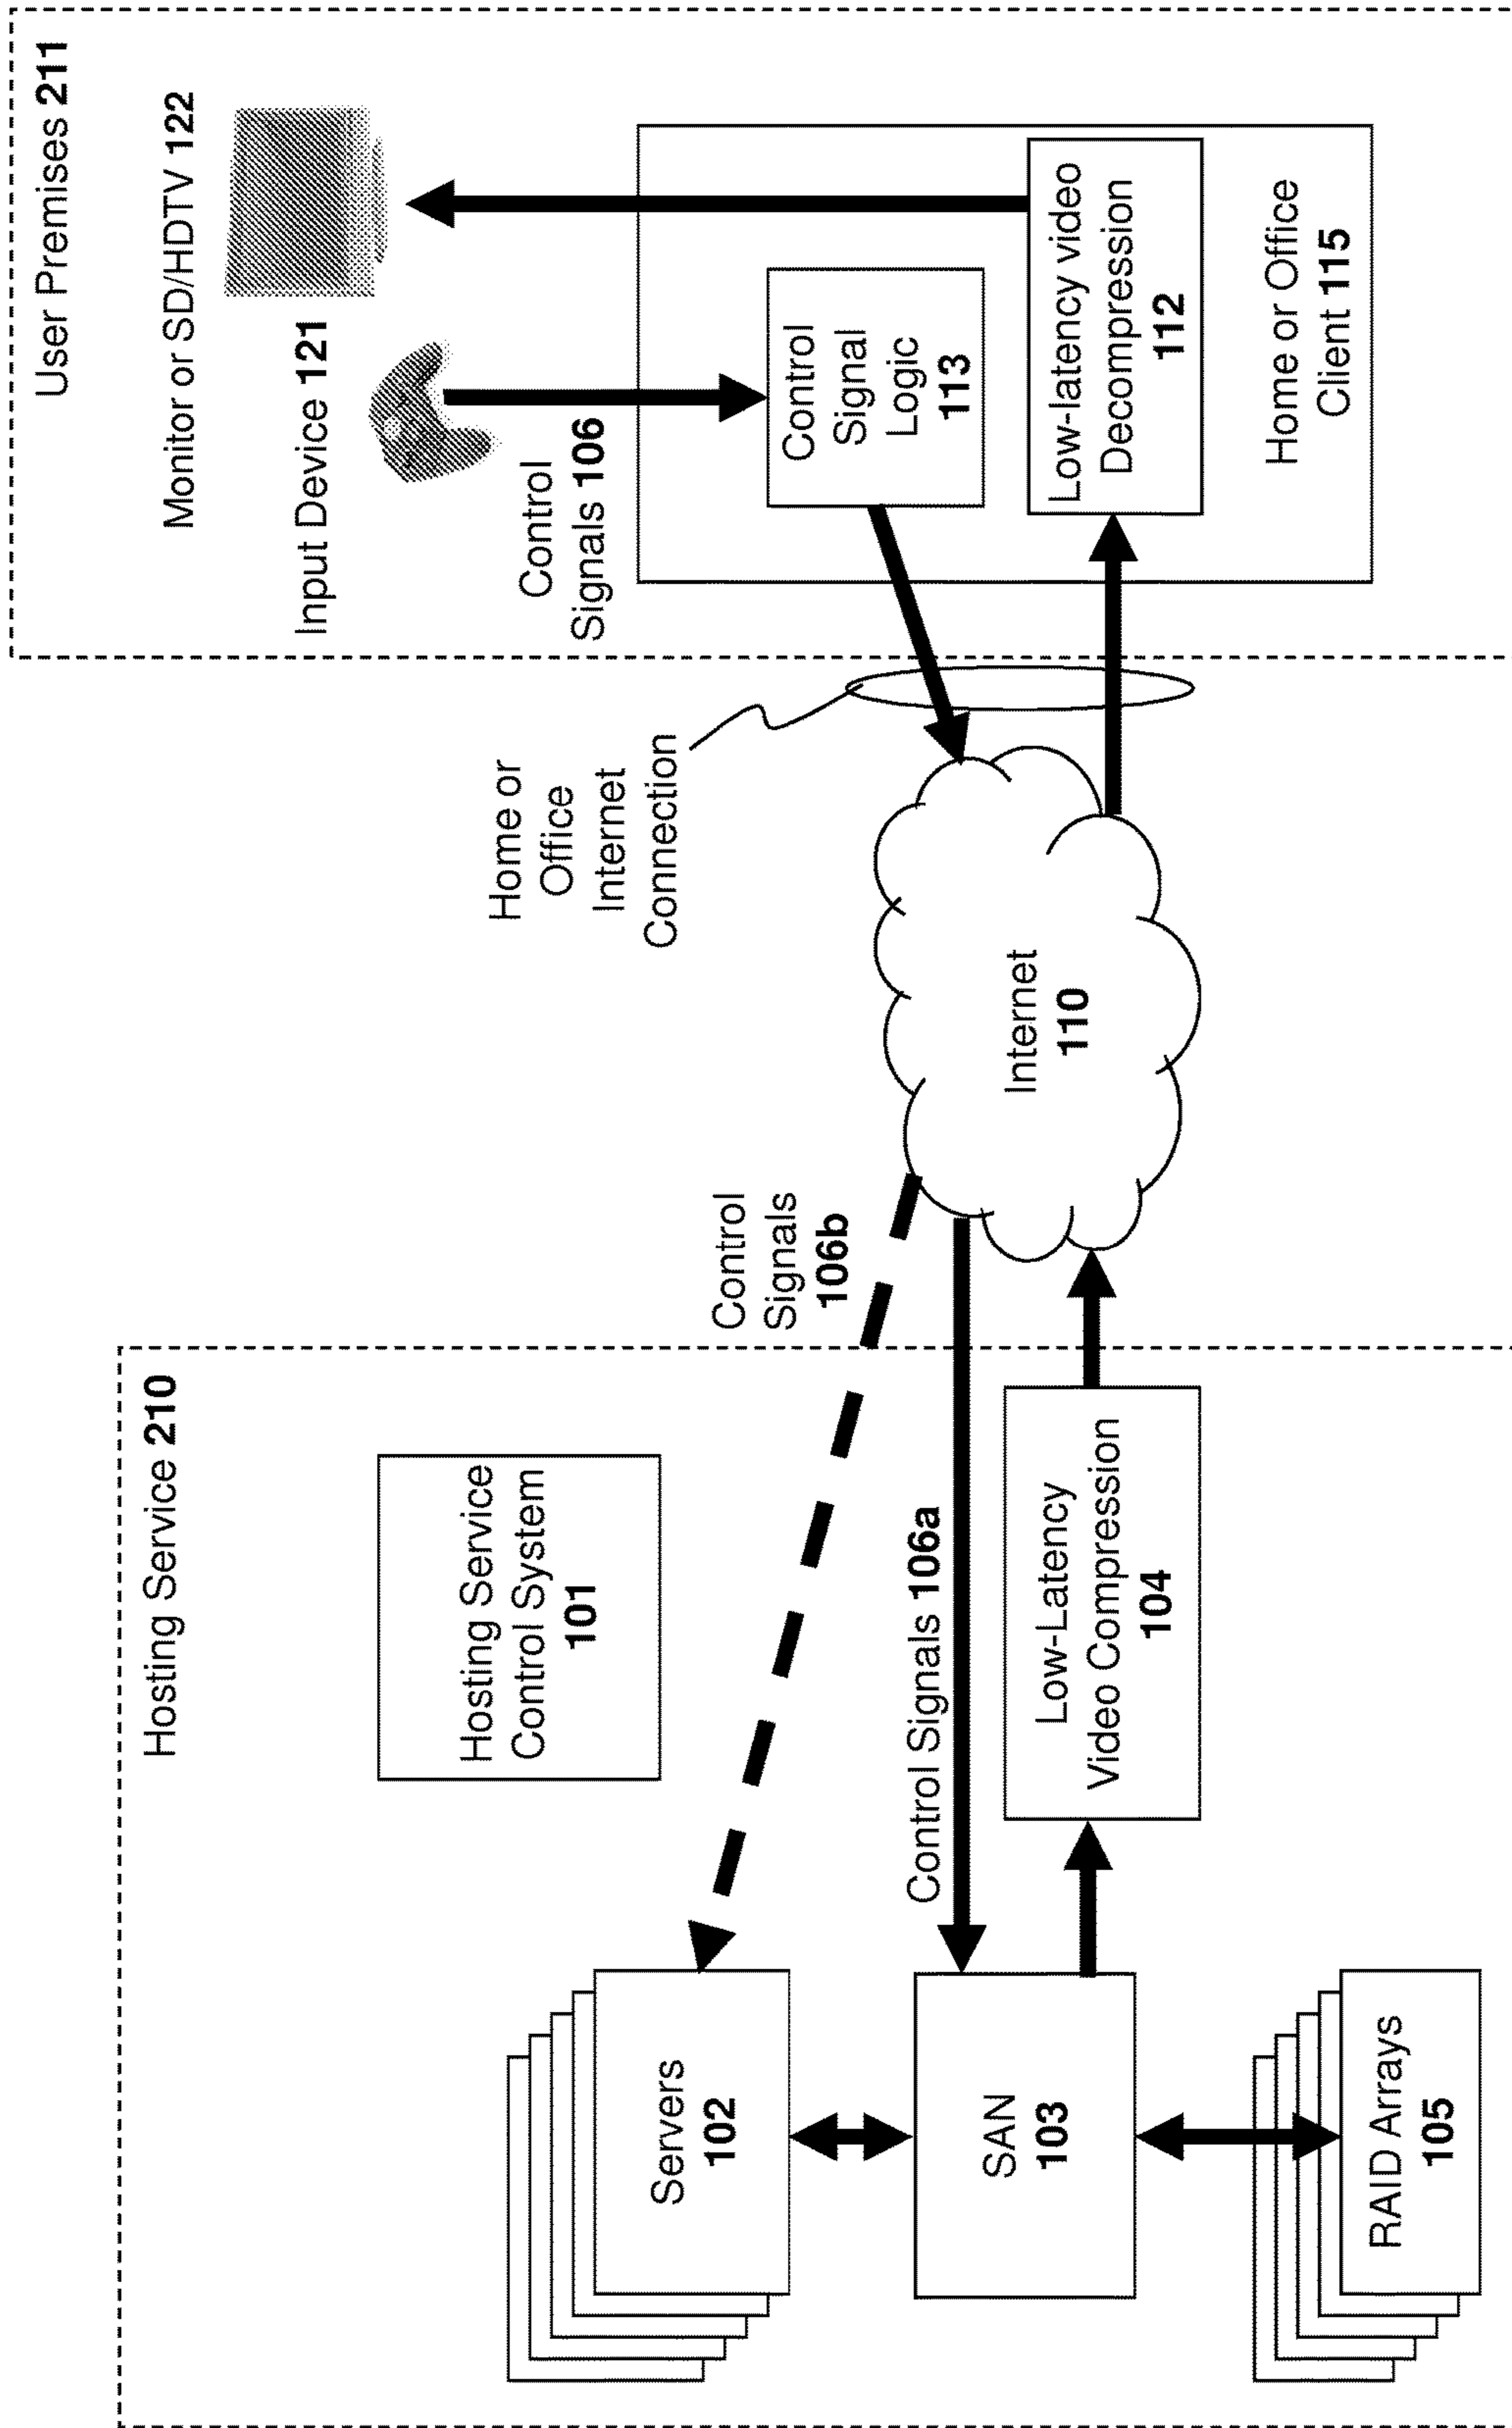 Hosting Service 210
Hosting Service
Control System
101
Servers
102
SAN
103
RAID Arrays
105
Control Signals 106a
Low-Latency
Video Compression
104
Control
Signals
106b
Internet
110
Home or
Office
Internet
Connection
User Premises 211
Monitor or SD/HDTV 122
Input Device 121
Control
Signals 106
Control
Signal
Logic
113
Low-latency video
Decompression
112
Home or Office
Client 115